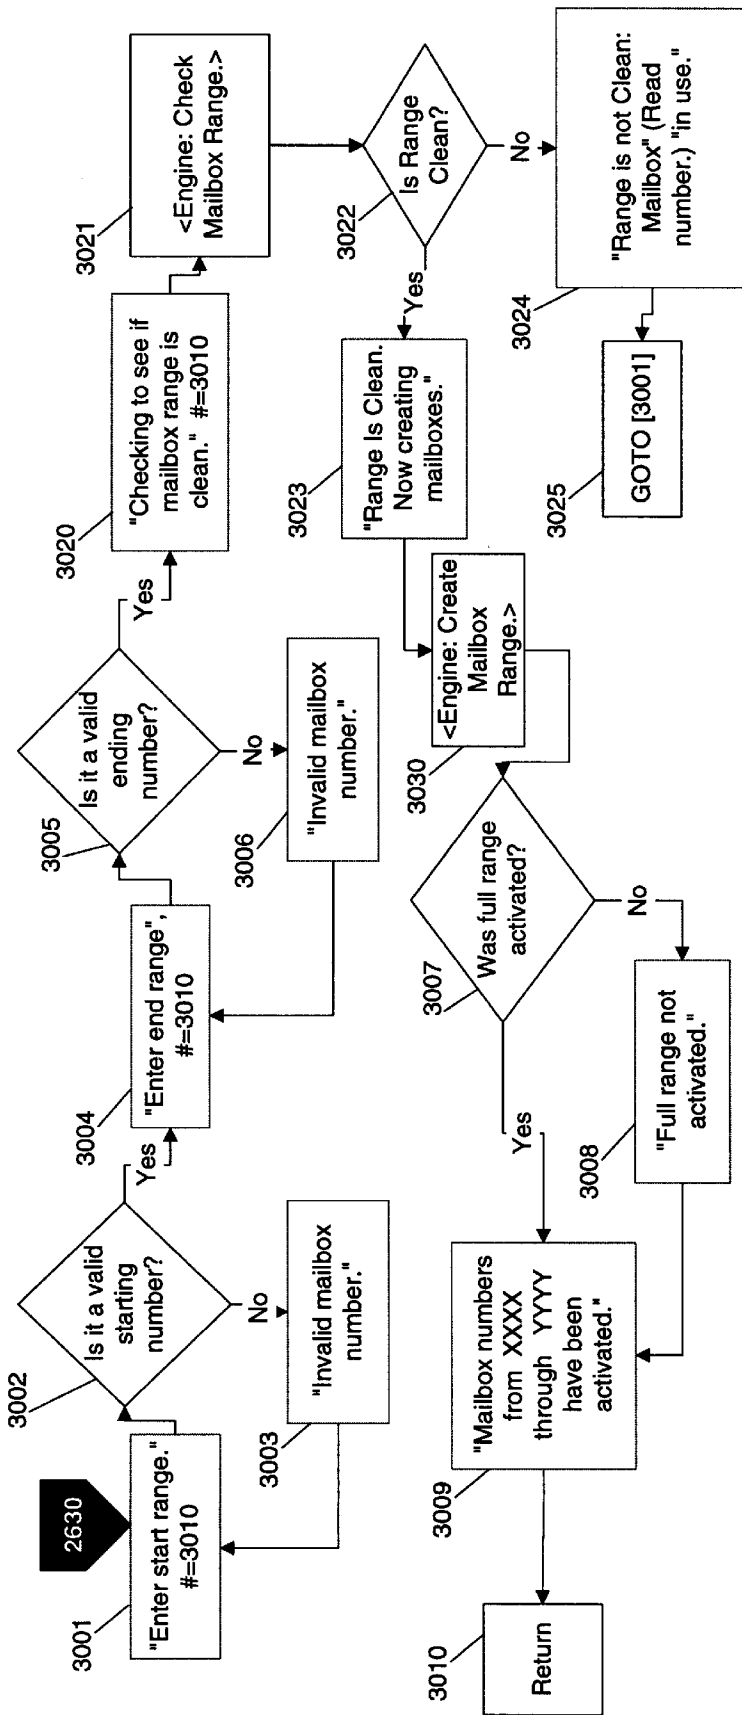 2630
3001
"Enter start range."
#=3010
3002
Is it a valid
starting
number?
No
3003
"Invalid mailbox
number."
Yes
3004
"Enter end range",
#=3010
3005
Is it a valid
ending
number?
No
3006
"Invalid mailbox
number."
Yes
3020
"Checking to see if
mailbox range is
clean." #=3010
3021
<Engine: Check
Mailbox Range.>
3022
Is Range
Clean?
Yes
No
3023
"Range Is Clean.
Now creating
mailboxes."
3024
"Range is not Clean:
Mailbox" (Read
number.) "in use."
3025
GOTO [3001]
3030
<Engine: Create
Mailbox
Range.>
3007
Was full range
activated?
Yes
No
3008
"Full range not
activated."
3009
"Mailbox numbers
from XXXX
through YYYY
have been
activated."
3010
Return